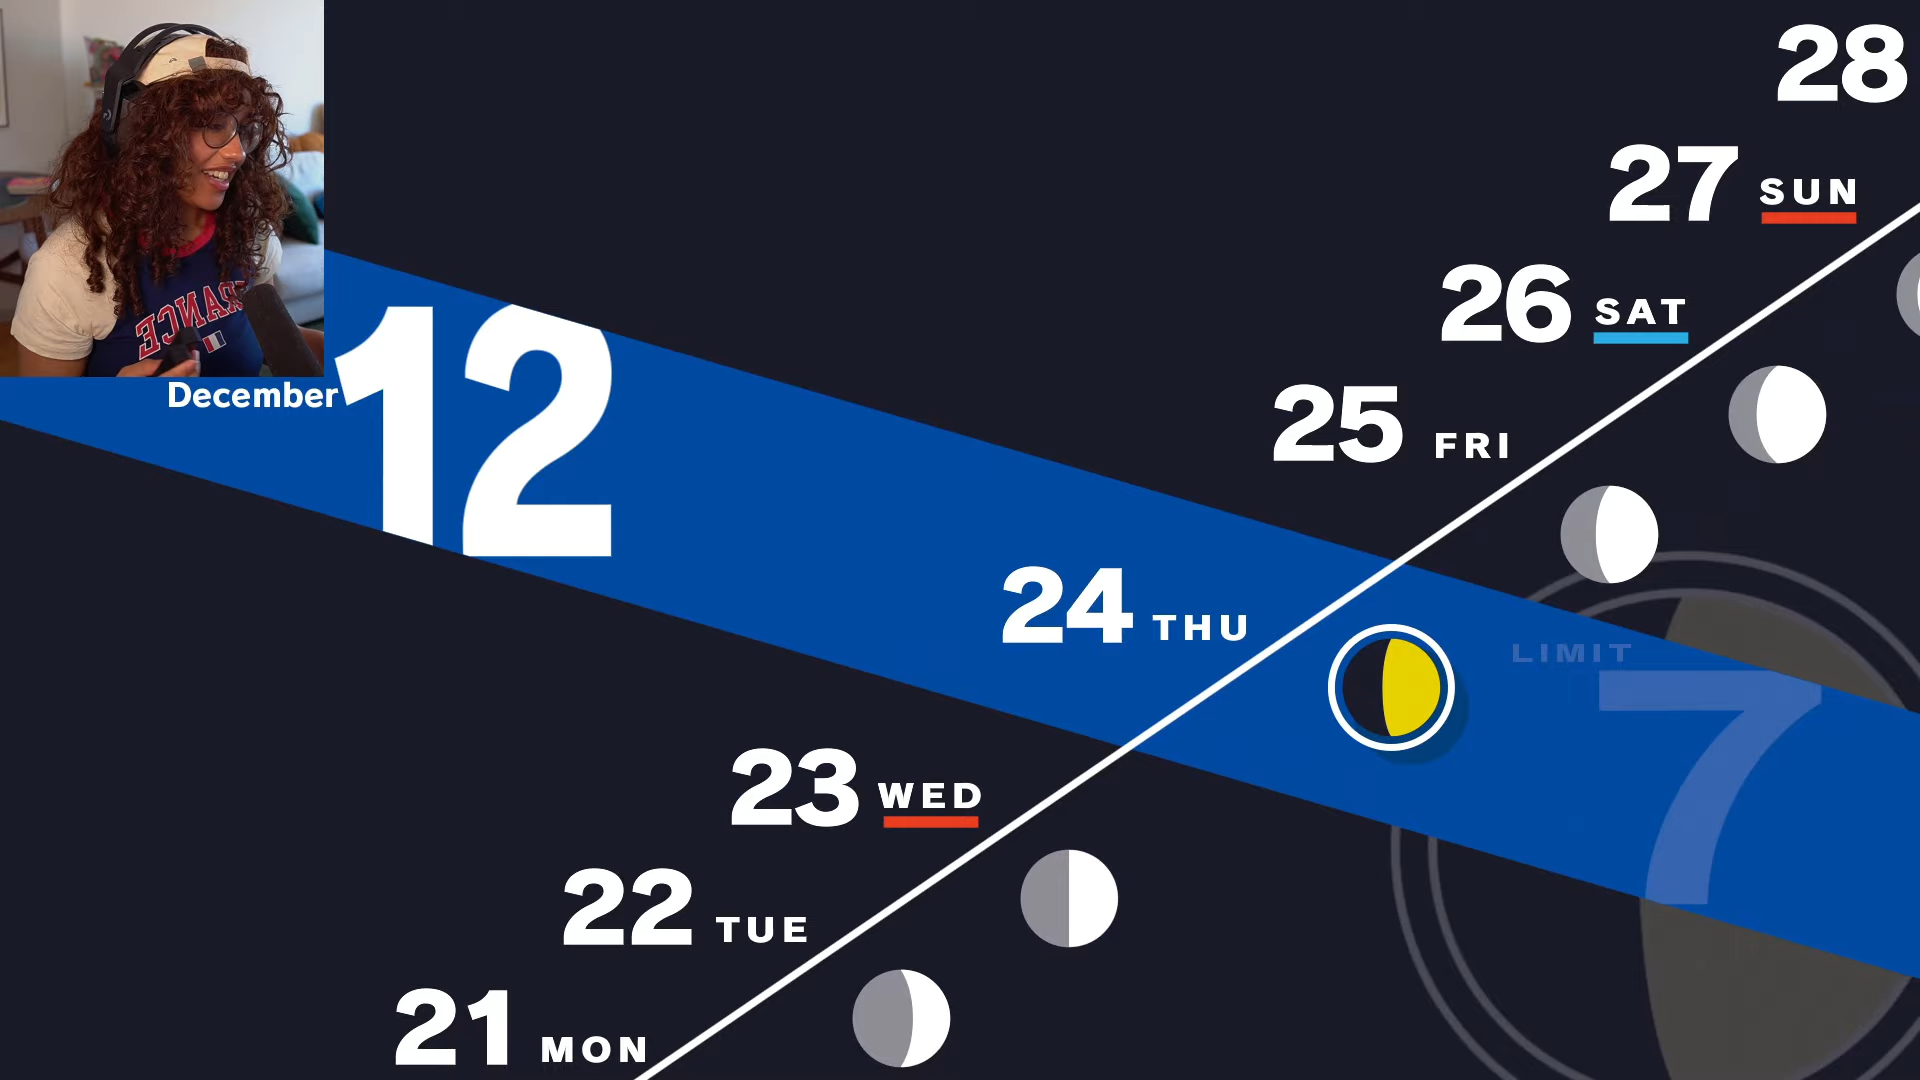 28
27 SUN
26 SAT
25 FRI
FRANCE
December 12
24 THU
LIMIT
7
23 WED
22 TUE
21 MON